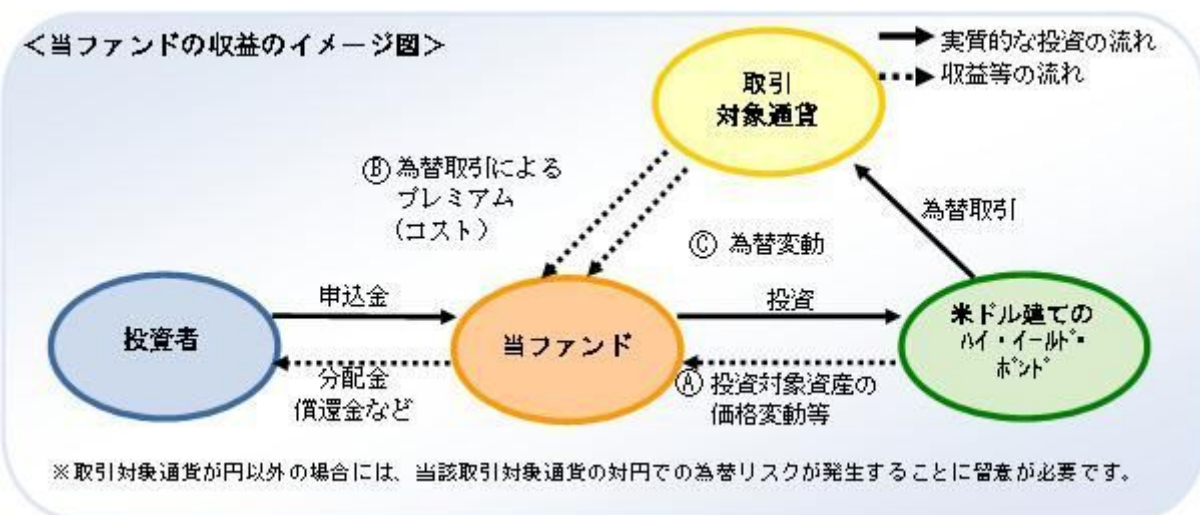 ＜当ファンドの収益のイメージ図＞
実質的な投資の流れ
収益等の流れ
取引
対象通貨
Ⓑ 為替取引による
プレミアム
（コスト）
為替取引
Ⓒ 為替変動
申込金
投資
投資者
当ファンド
米ドル建ての
ﾊｲ・ｲｰﾙﾄﾞ・
ﾎﾞﾝﾄﾞ
分配金
償還金など
Ⓐ 投資対象資産の
価格変動等
※取引対象通貨が円以外の場合には、当該取引対象通貨の対円での為替リスクが発生することに留意が必要です。